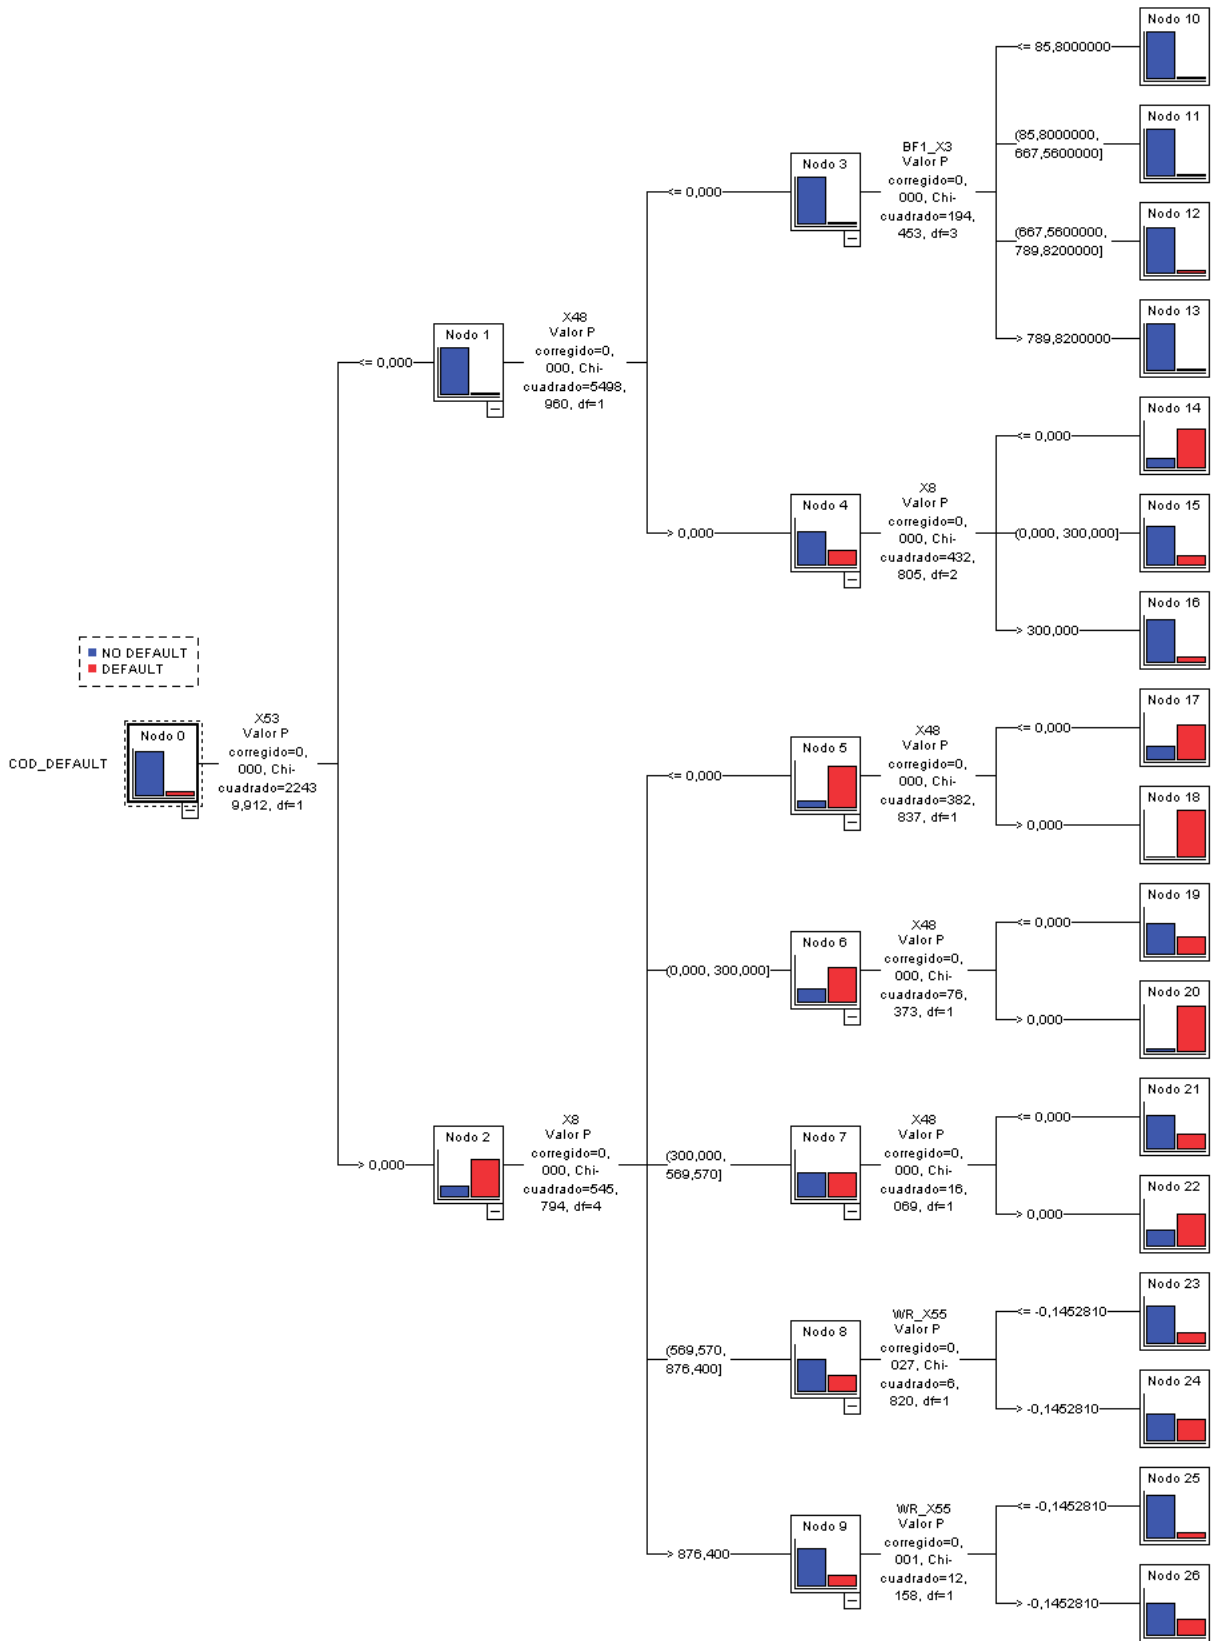 NO DEFAULT
DEFAULT
COD_DEFAULT
Nodo 0
X53
Valor P
corregido=0,
000, Chi-
cuadrado=2243
9,912, df=1
<= 0,000
Nodo 1
X48
Valor P
corregido=0,
000, Chi-
cuadrado=5498,
960, df=1
<= 0,000
Nodo 3
BF1_X3
Valor P
corregido=0,
000, Chi-
cuadrado=194,
453, df=3
<= 85,8000000
Nodo 10
(85,8000000,
667,5600000]
Nodo 11
(667,5600000,
789,8200000]
Nodo 12
> 789,8200000
Nodo 13
> 0,000
Nodo 4
X8
Valor P
corregido=0,
000, Chi-
cuadrado=432,
805, df=2
<= 0,000
Nodo 14
(0,000, 300,000]
Nodo 15
> 300,000
Nodo 16
> 0,000
Nodo 2
X8
Valor P
corregido=0,
000, Chi-
cuadrado=545,
794, df=4
<= 0,000
Nodo 5
X48
Valor P
corregido=0,
000, Chi-
cuadrado=382,
837, df=1
<= 0,000
Nodo 17
> 0,000
Nodo 18
(0,000, 300,000]
Nodo 6
X48
Valor P
corregido=0,
000, Chi-
cuadrado=76,
373, df=1
<= 0,000
Nodo 19
> 0,000
Nodo 20
(300,000,
569,570]
Nodo 7
X48
Valor P
corregido=0,
000, Chi-
cuadrado=16,
069, df=1
<= 0,000
Nodo 21
> 0,000
Nodo 22
(569,570,
876,400]
Nodo 8
WR_X55
Valor P
corregido=0,
027, Chi-
cuadrado=6,
820, df=1
<= -0,1452810
Nodo 23
> -0,1452810
Nodo 24
> 876,400
Nodo 9
WR_X55
Valor P
corregido=0,
001, Chi-
cuadrado=12,
158, df=1
<= -0,1452810
Nodo 25
> -0,1452810
Nodo 26